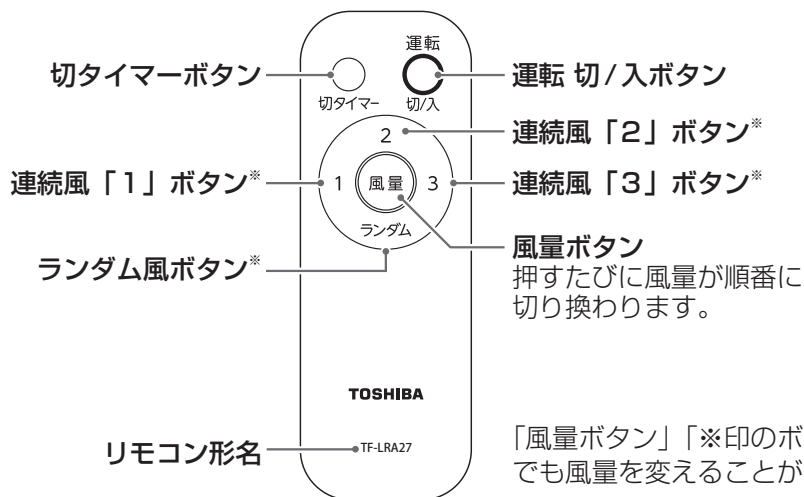 運転
切タイマーボタン
運転 切/入ボタン
切タイマー
切/入
連続風「2」ボタン※
2
連続風「1」ボタン※
1
風量
3
連続風「3」ボタン※
ランダム
風量ボタン
押すたびに風量が順番に
切り換わります。
ランダム風ボタン※
TOSHIBA
リモコン形名
TF-LRA27
「風量ボタン」「※印のボ
でも風量を変えることが